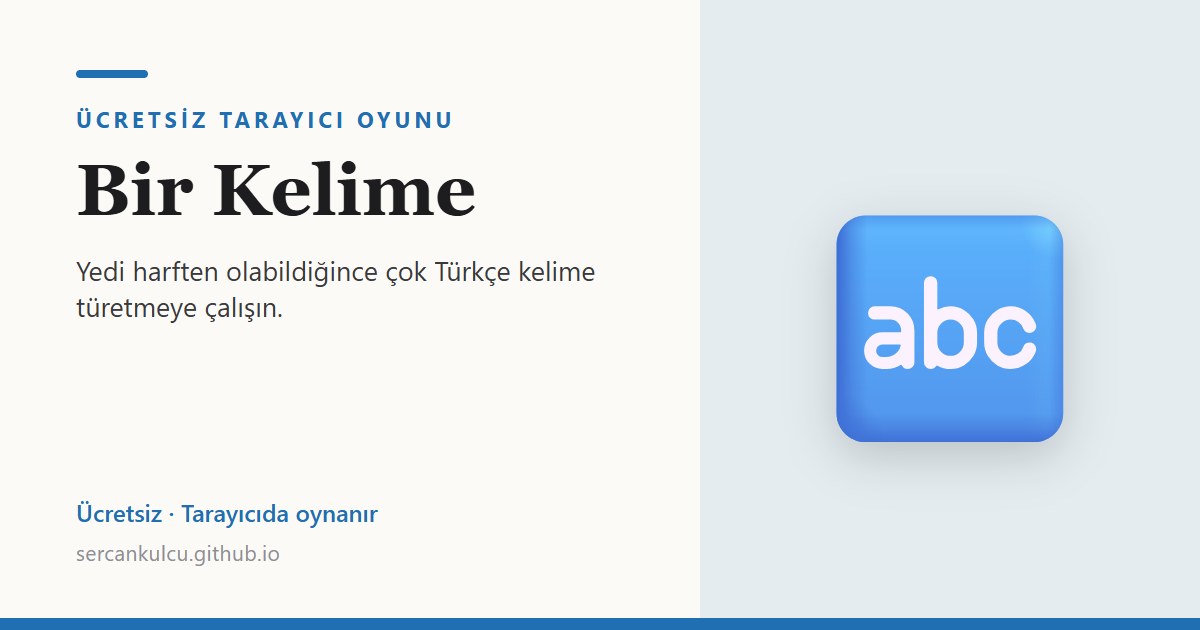 ÜCRETSİZ TARAYICI OYUNU
Bir Kelime
Yedi harften olabildiğince çok Türkçe kelime
türetmeye çalışın.
abc
Ücretsiz · Tarayıcıda oynanır
sercankulcu.github.io